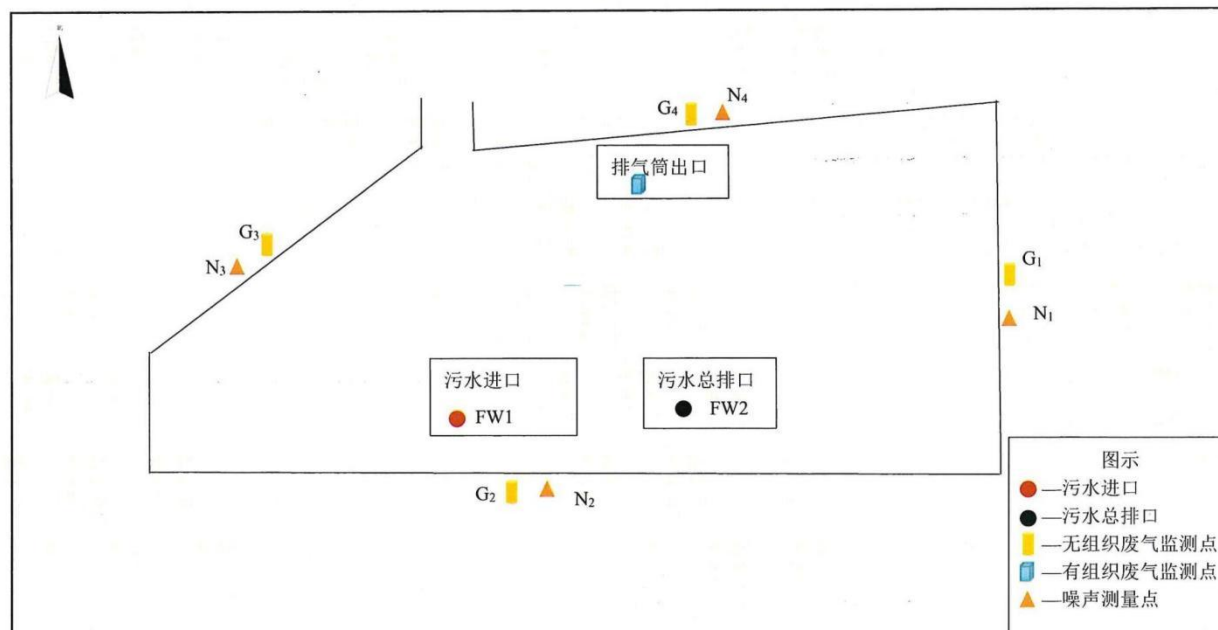 G₄
N₄
排气筒出口
G₃
N₃
G₁
N₁
污水进口
FW1
污水总排口
FW2
G₂
N₂
图示
—污水进口
—污水总排口
—无组织废气监测点
—有组织废气监测点
—噪声测量点